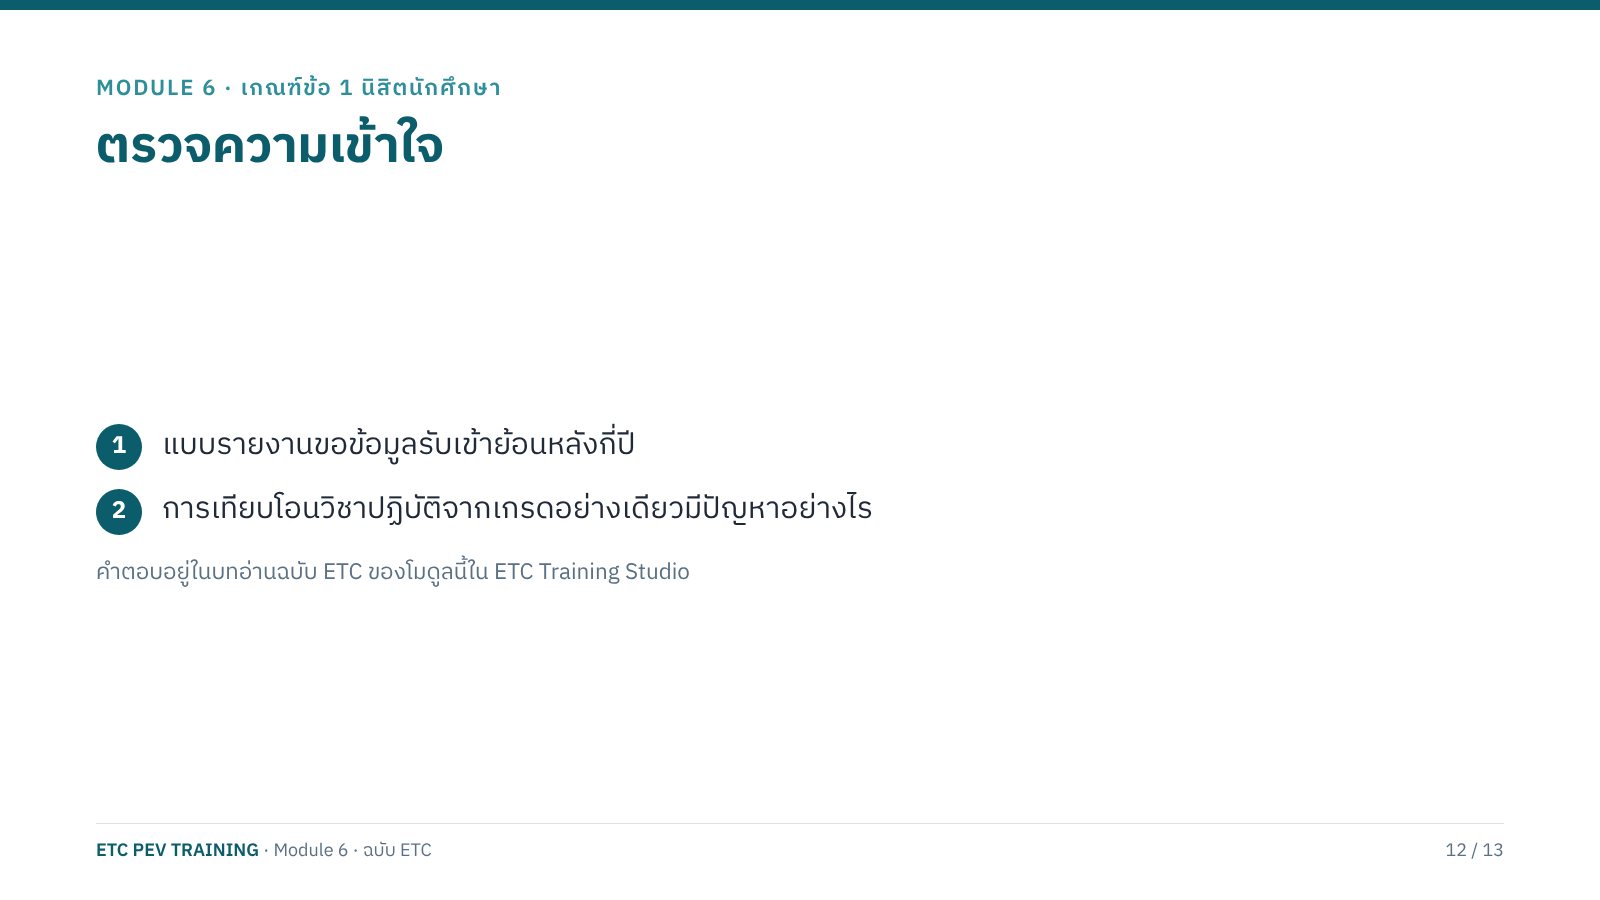 MODULE 6 · เกณฑ์ข้อ 1 นิสิตนักศึกษา
ตรวจความเข้าใจ
1 แบบรายงานขอข้อมูลรับเข้าย้อนหลังกี่ปี
2 การเทียบโอนวิชาปฏิบัติจากเกรดอย่างเดียวมีปัญหาอย่างไร
คำตอบอยู่ในบทอ่านฉบับ ETC ของโมดูลนี้ใน ETC Training Studio
ETC PEV TRAINING · Module 6 · ฉบับ ETC
12 / 13